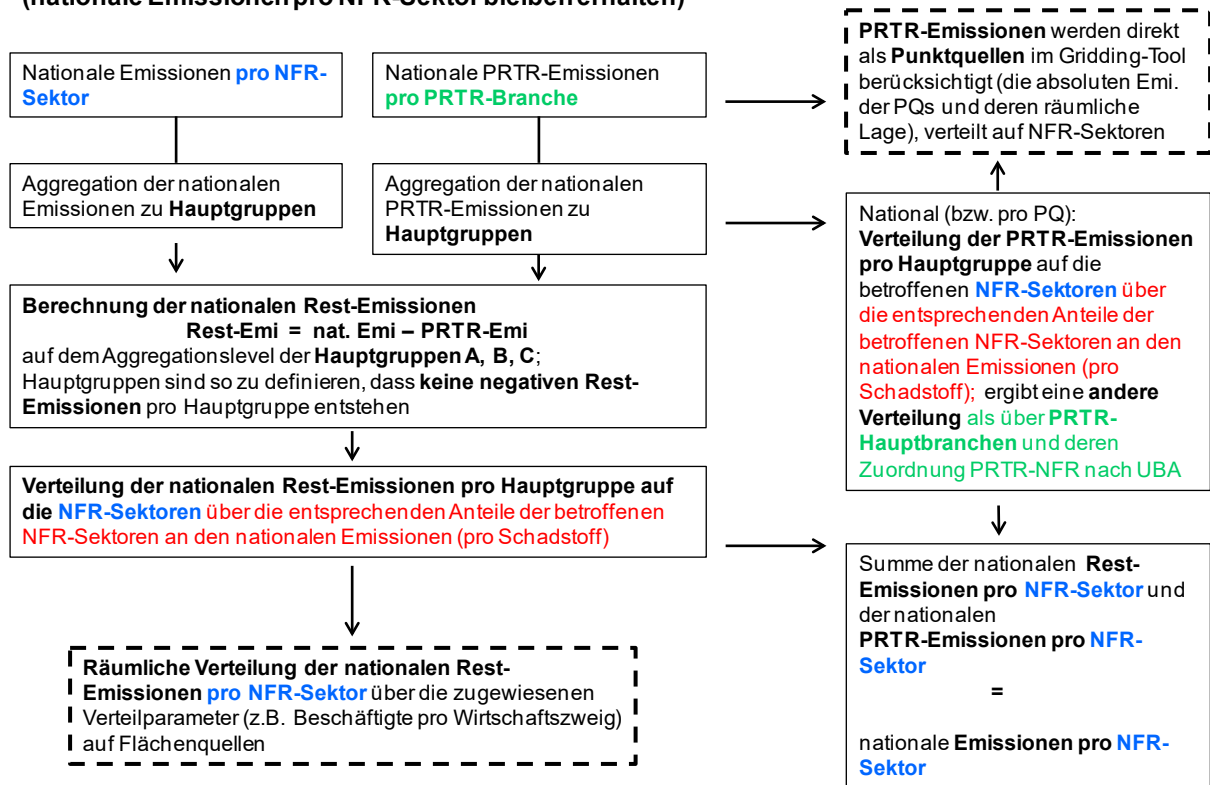 (nationale Emissionen pro NFR-Sektor bleiben erhalten)
Nationale Emissionen pro NFR-
Sektor
Nationale PRTR-Emissionen
pro PRTR-Branche
PRTR-Emissionen werden direkt
als Punktquellen im Gridding-Tool
berücksichtigt (die absoluten Emi.
der PQs und deren räumliche
Lage), verteilt auf NFR-Sektoren
Aggregation der nationalen
Emissionen zu Hauptgruppen
Aggregation der nationalen
PRTR-Emissionen zu
Hauptgruppen
National (bzw. pro PQ):
Verteilung der PRTR-Emissionen
pro Hauptgruppe auf die
betroffenen NFR-Sektoren über
die entsprechenden Anteile der
betroffenen NFR-Sektoren an den
nationalen Emissionen (pro
Schadstoff); ergibt eine andere
Verteilung als über PRTR-
Hauptbranchen und deren
Zuordnung PRTR-NFR nach UBA
Berechnung der nationalen Rest-Emissionen
Rest-Emi = nat. Emi – PRTR-Emi
auf dem Aggregationslevel der Hauptgruppen A, B, C;
Hauptgruppen sind so zu definieren, dass keine negativen Rest-
Emissionen pro Hauptgruppe entstehen
Verteilung der nationalen Rest-Emissionen pro Hauptgruppe auf
die NFR-Sektoren über die entsprechenden Anteile der betroffenen
NFR-Sektoren an den nationalen Emissionen (pro Schadstoff)
Summe der nationalen Rest-
Emissionen pro NFR-Sektor und
der nationalen
PRTR-Emissionen pro NFR-
Sektor
=
nationale Emissionen pro NFR-
Sektor
Räumliche Verteilung der nationalen Rest-
Emissionen pro NFR-Sektor über die zugewiesenen
Verteilparameter (z.B. Beschäftigte pro Wirtschaftszweig)
auf Flächenquellen